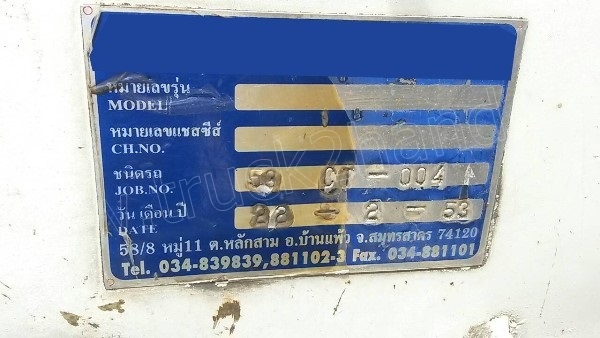 หมายเลขรุ่น
MODEL
หมายเลขแชสซีส์
CH.NO.
ชนิดรถ
JOB.NO. 53 CT - 004 A
วัน เดือน ปี
DATE 22 - 2 - 53
58/8 หมู่11 ต.หลักสาม อ.บ้านแพ้ว จ.สมุทรสาคร 74120
Tel. 034-839839,881102-3 Fax. 034-881101